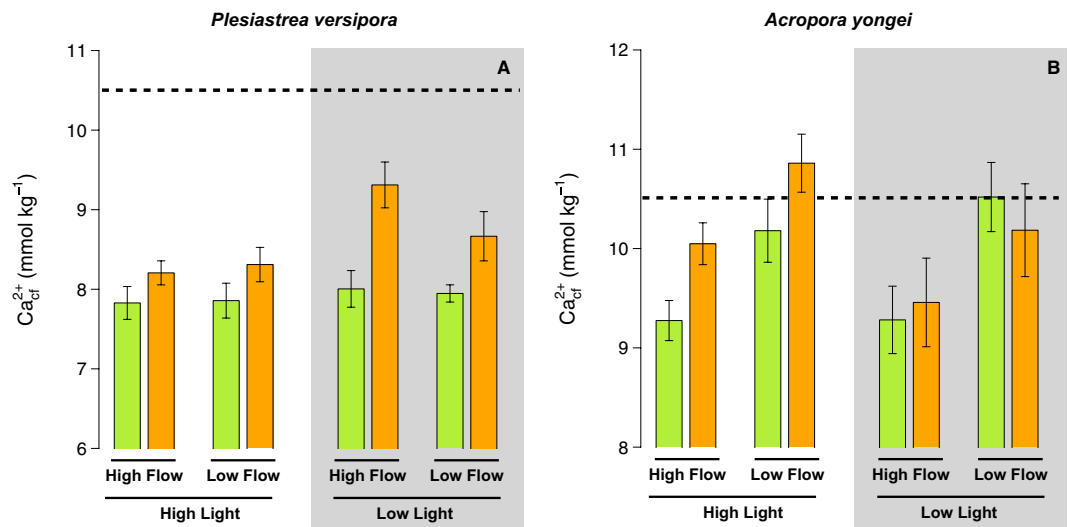 Plesiastrea versipora
Acropora yongei
A
B
11
10
9
8
7
6
Ca²⁺cf (mmol kg⁻¹)
High Flow Low Flow High Flow Low Flow
High Light Low Light
12
11
10
9
8
Ca²⁺cf (mmol kg⁻¹)
High Flow Low Flow High Flow Low Flow
High Light Low Light